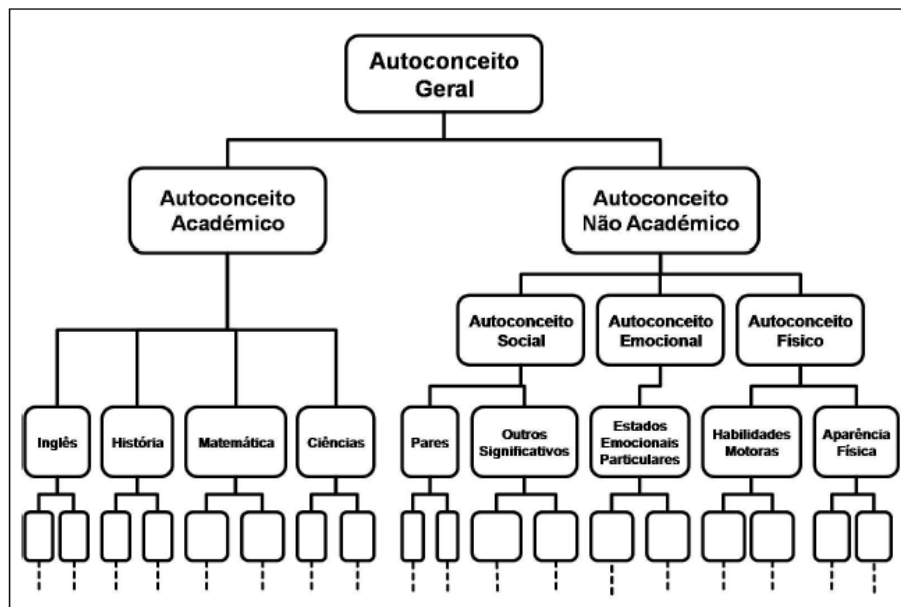 Autoconceito
Geral
Autoconceito
Académico
Autoconceito
Não Académico
Autoconceito
Social
Autoconceito
Emocional
Autoconceito
Físico
Inglês
História
Matemática
Ciências
Pares
Outros
Significativos
Estados
Emocionais
Particulares
Habilidades
Motoras
Aparência
Física